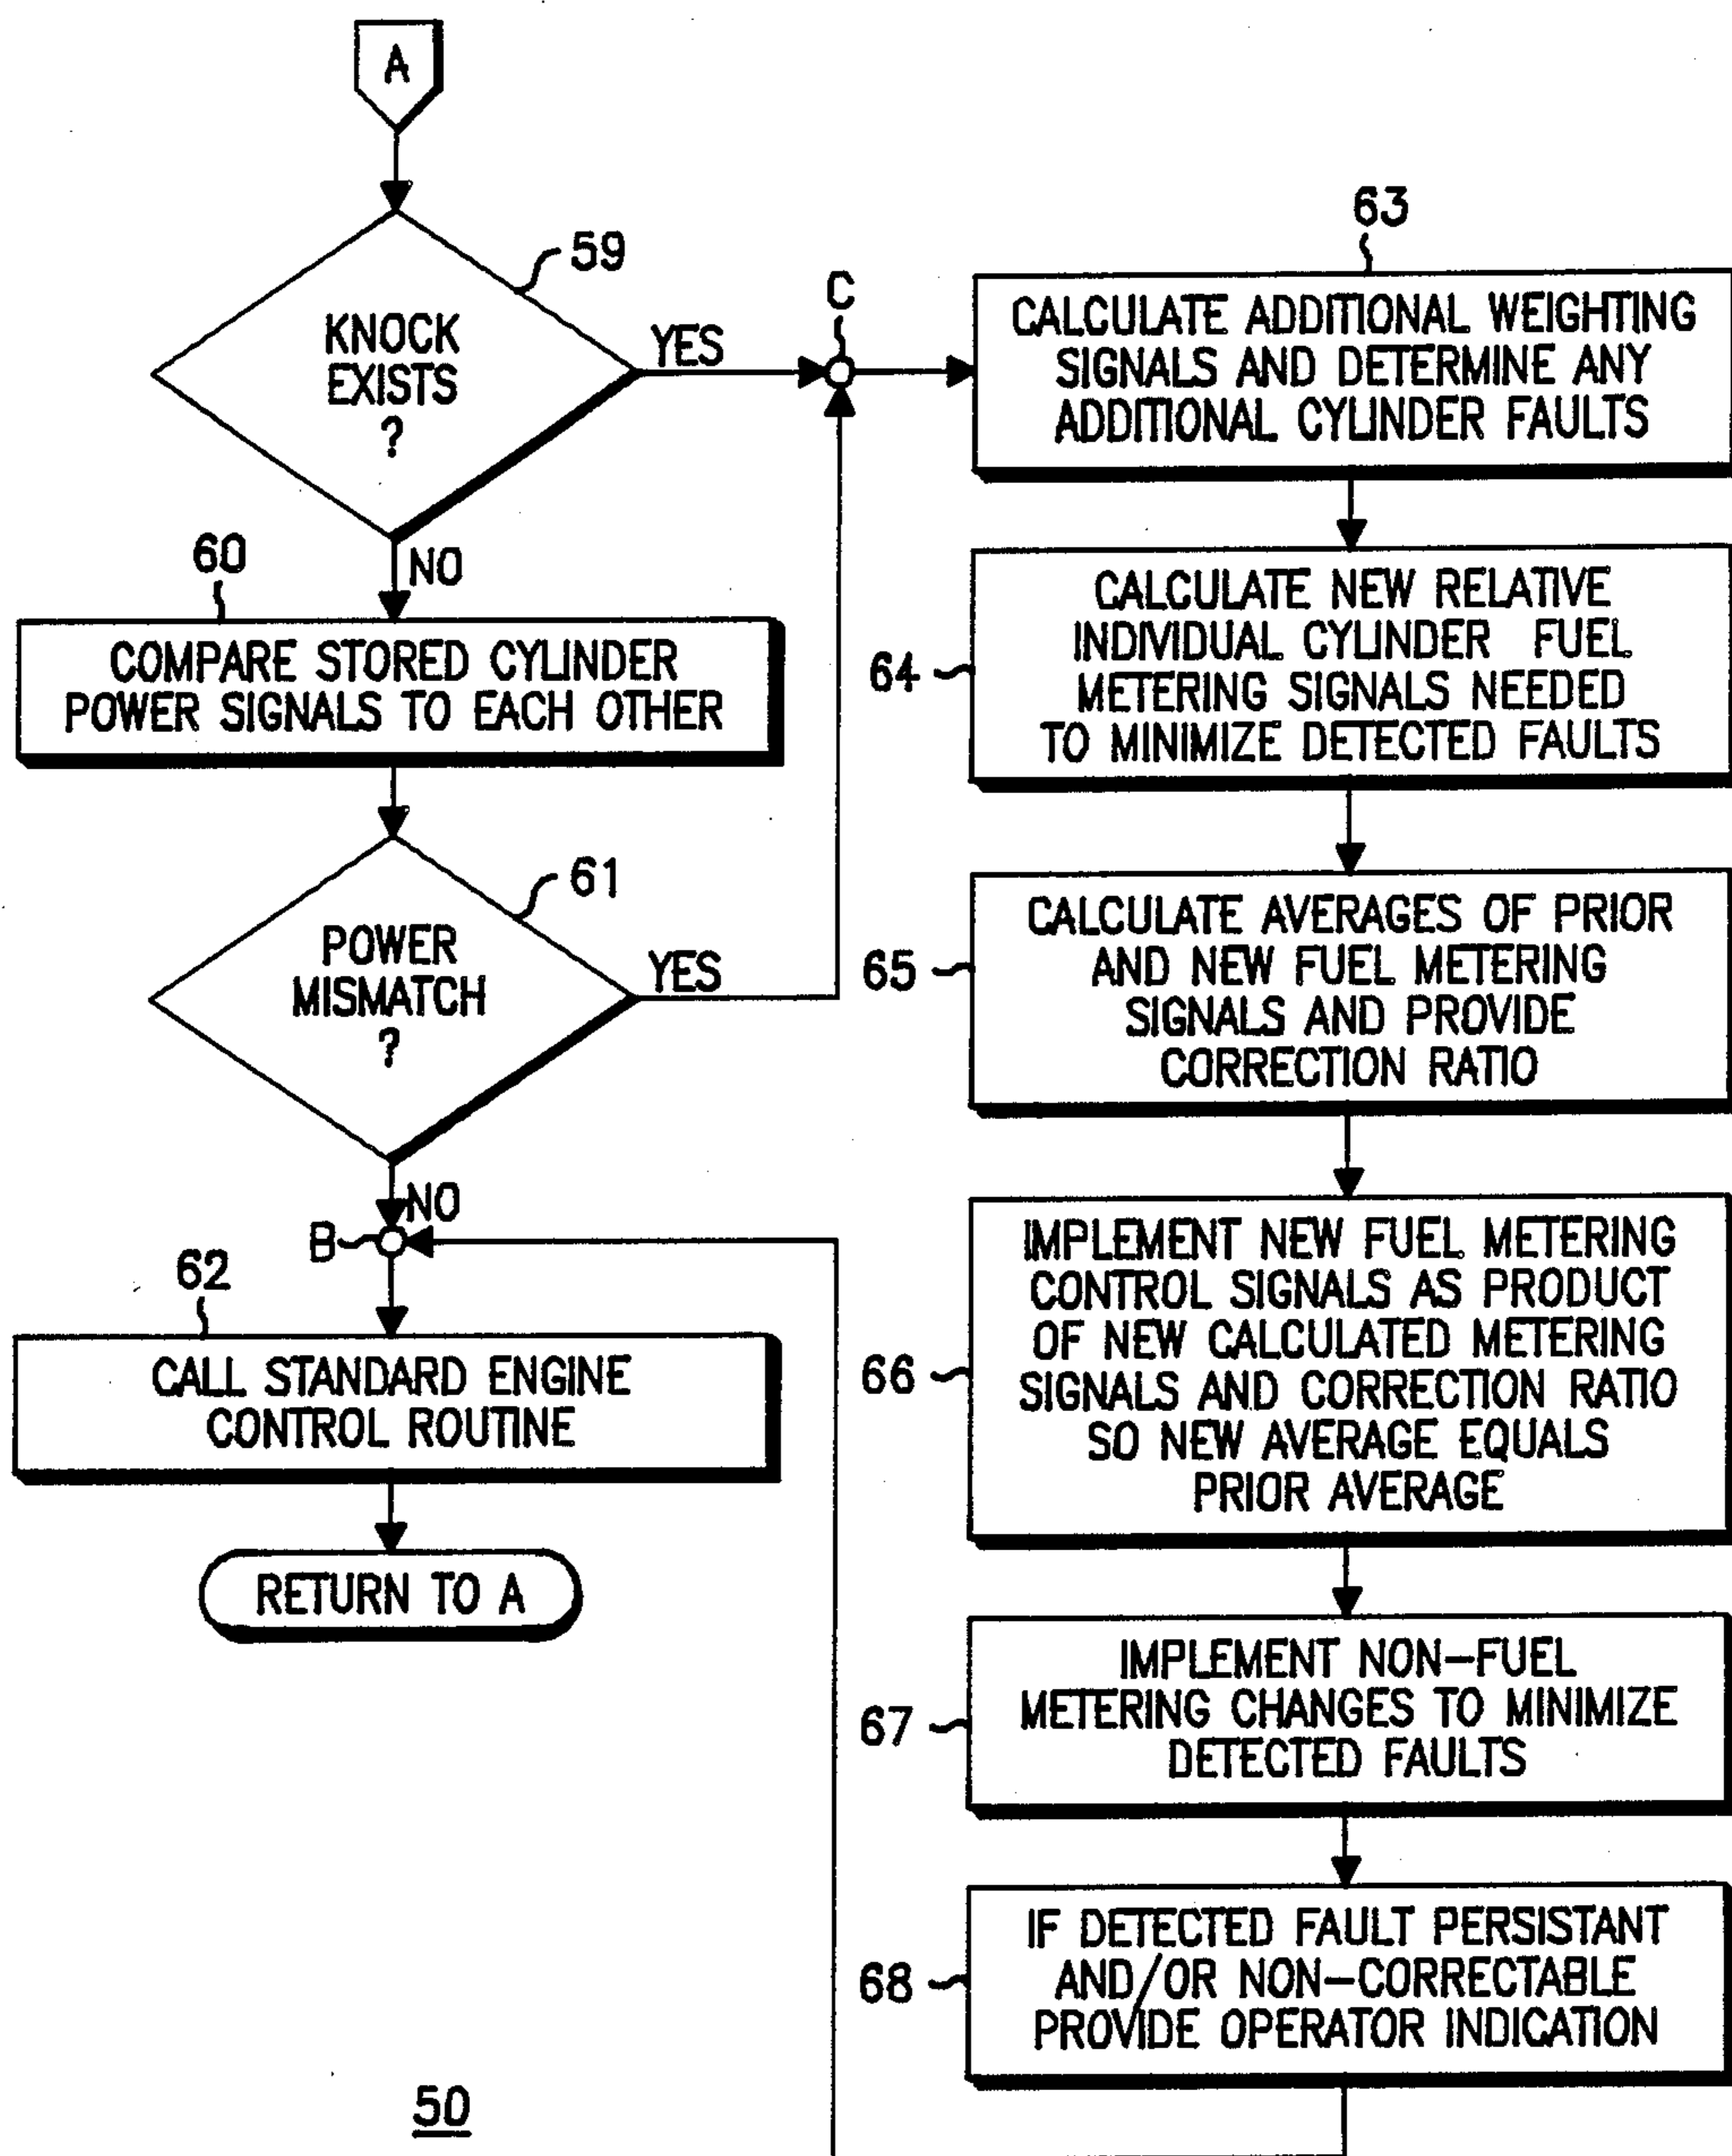 A
59
KNOCK
EXISTS
?
YES
NO
C
60
COMPARE STORED CYLINDER
POWER SIGNALS TO EACH OTHER
61
POWER
MISMATCH
?
YES
NO
B
62
CALL STANDARD ENGINE
CONTROL ROUTINE
RETURN TO A
63
CALCULATE ADDITIONAL WEIGHTING
SIGNALS AND DETERMINE ANY
ADDITIONAL CYLINDER FAULTS
64
CALCULATE NEW RELATIVE
INDIVIDUAL CYLINDER FUEL
METERING SIGNALS NEEDED
TO MINIMIZE DETECTED FAULTS
65
CALCULATE AVERAGES OF PRIOR
AND NEW FUEL METERING
SIGNALS AND PROVIDE
CORRECTION RATIO
66
IMPLEMENT NEW FUEL METERING
CONTROL SIGNALS AS PRODUCT
OF NEW CALCULATED METERING
SIGNALS AND CORRECTION RATIO
SO NEW AVERAGE EQUALS
PRIOR AVERAGE
67
IMPLEMENT NON-FUEL
METERING CHANGES TO MINIMIZE
DETECTED FAULTS
68
IF DETECTED FAULT PERSISTANT
AND/OR NON-CORRECTABLE
PROVIDE OPERATOR INDICATION
50